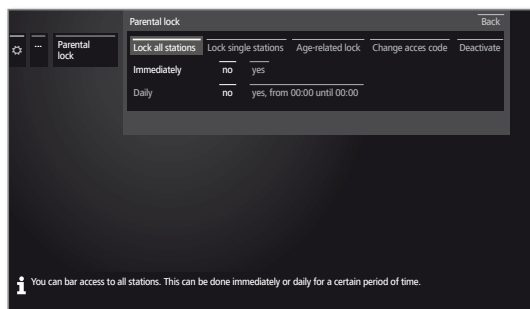 Parental lock Back
... Parental lock
Lock all stations Lock single stations Age-related lock Change acces code Deactivate
Immediately no yes
Daily no yes, from 00:00 until 00:00
You can bar access to all stations. This can be done immediately or daily for a certain period of time.